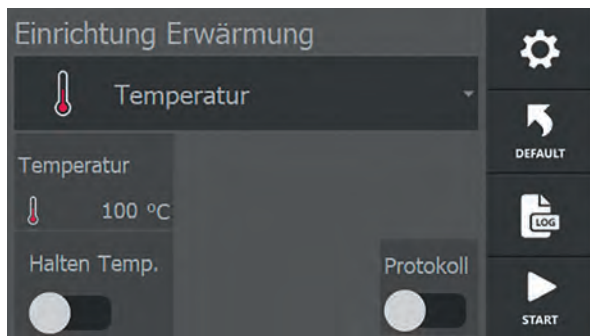 Einrichtung Erwärmung
Temperatur
DEFAULT
Temperatur
100 °C
LOG
Halten Temp.
Protokoll
START